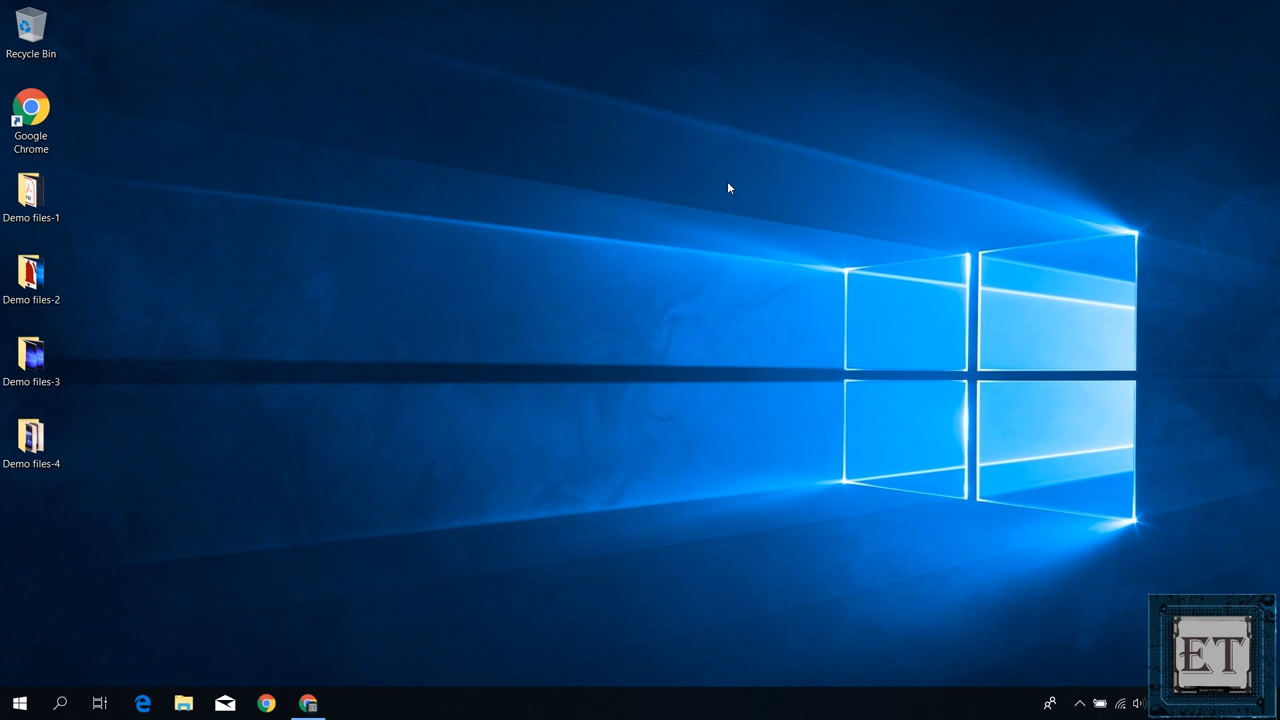 Recycle Bin
Google
Chrome
Demo files-1
Demo files-2
Demo files-3
Demo files-4
ET